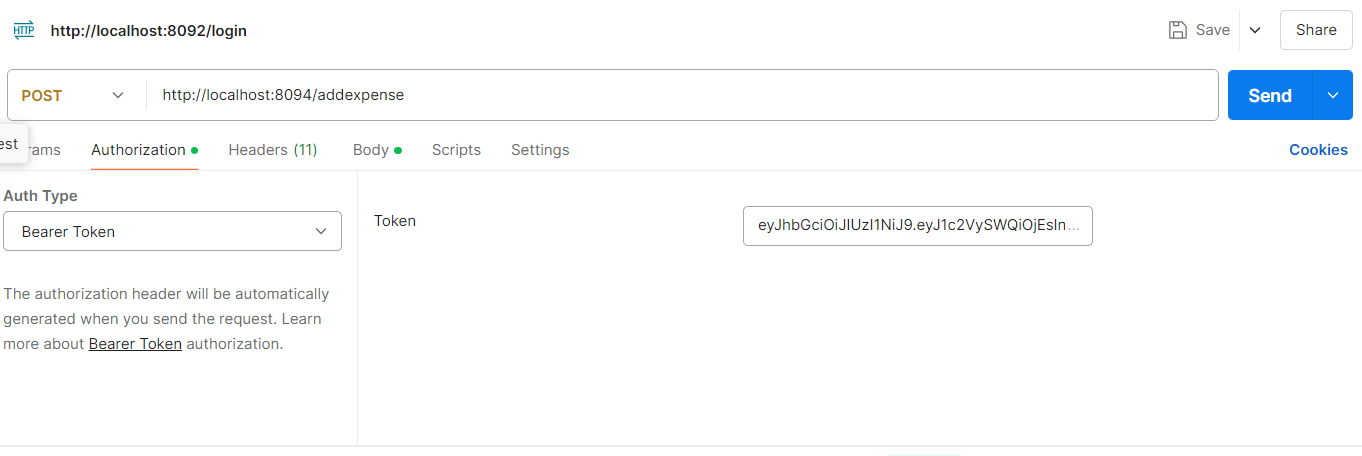 HTTP http://localhost:8092/login Save Share
POST http://localhost:8094/addexpense Send
est rams Authorization Headers (11) Body Scripts Settings Cookies
Auth Type
Bearer Token
Token eyJhbGciOiJIUzI1NiJ9.eyJ1c2VySWQiOjEsIn...
The authorization header will be automatically
generated when you send the request. Learn
more about Bearer Token authorization.